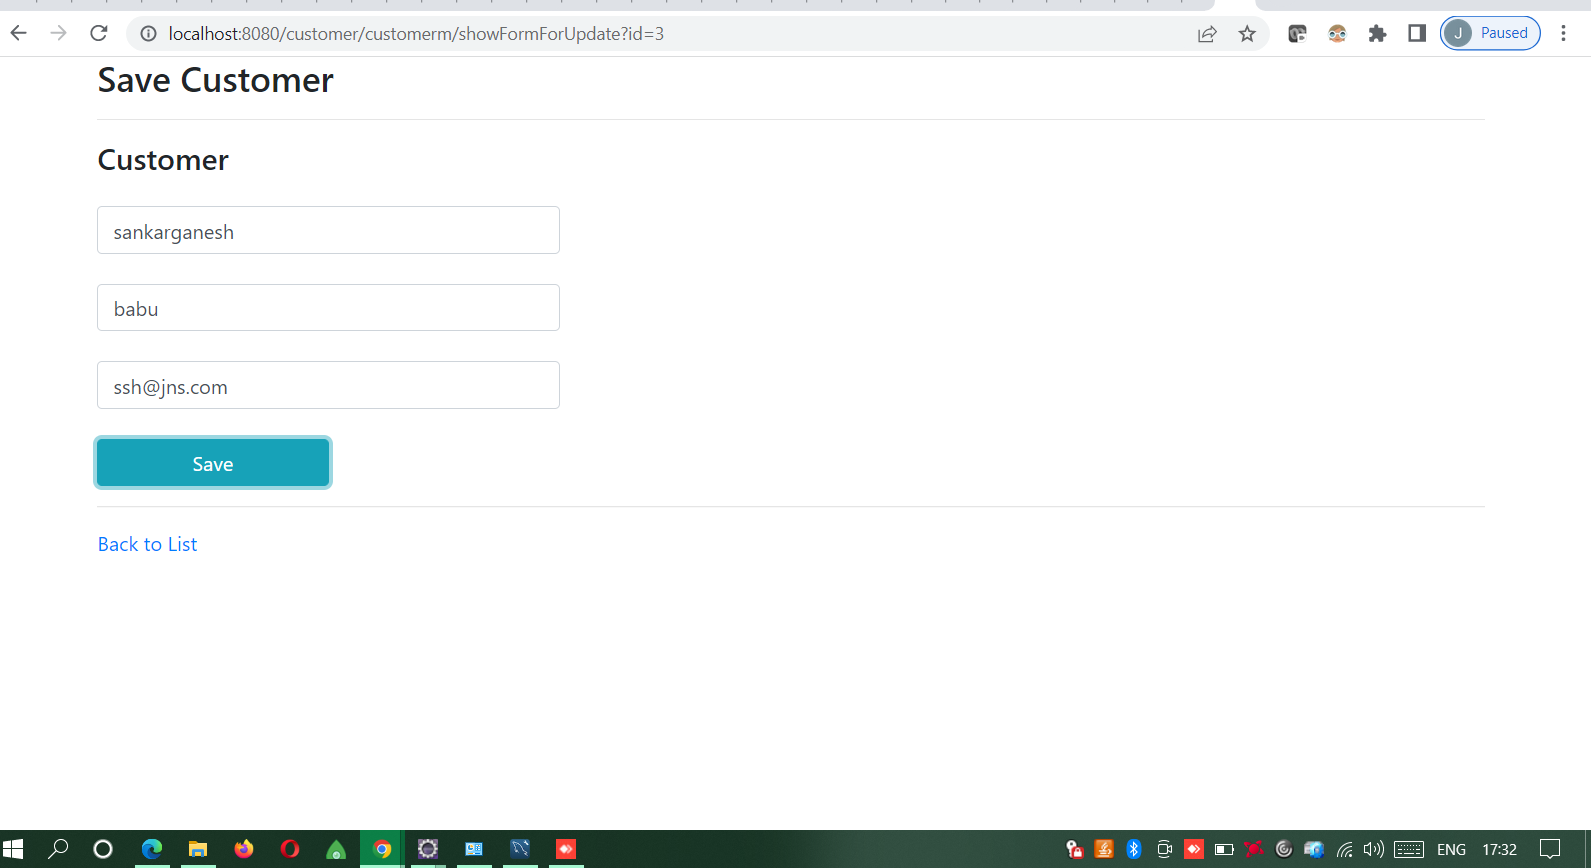 localhost:8080/customer/customerm/showFormForUpdate?id=3
J Paused
Save Customer
Customer
sankarganesh
babu
ssh@jns.com
Save
Back to List
ENG 17:32